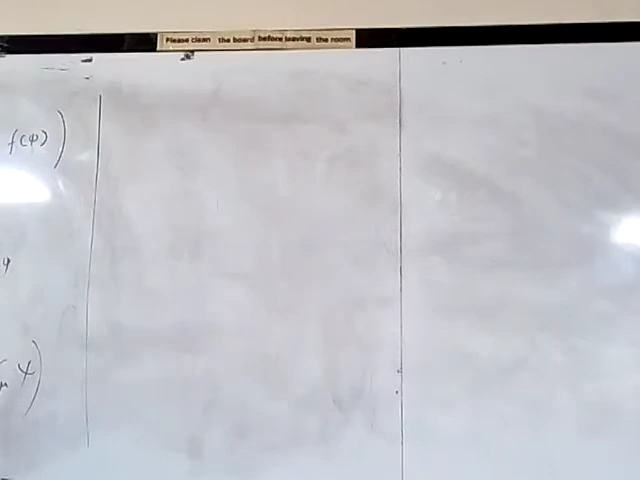 Please clean the board before leaving the room
f(φ) )